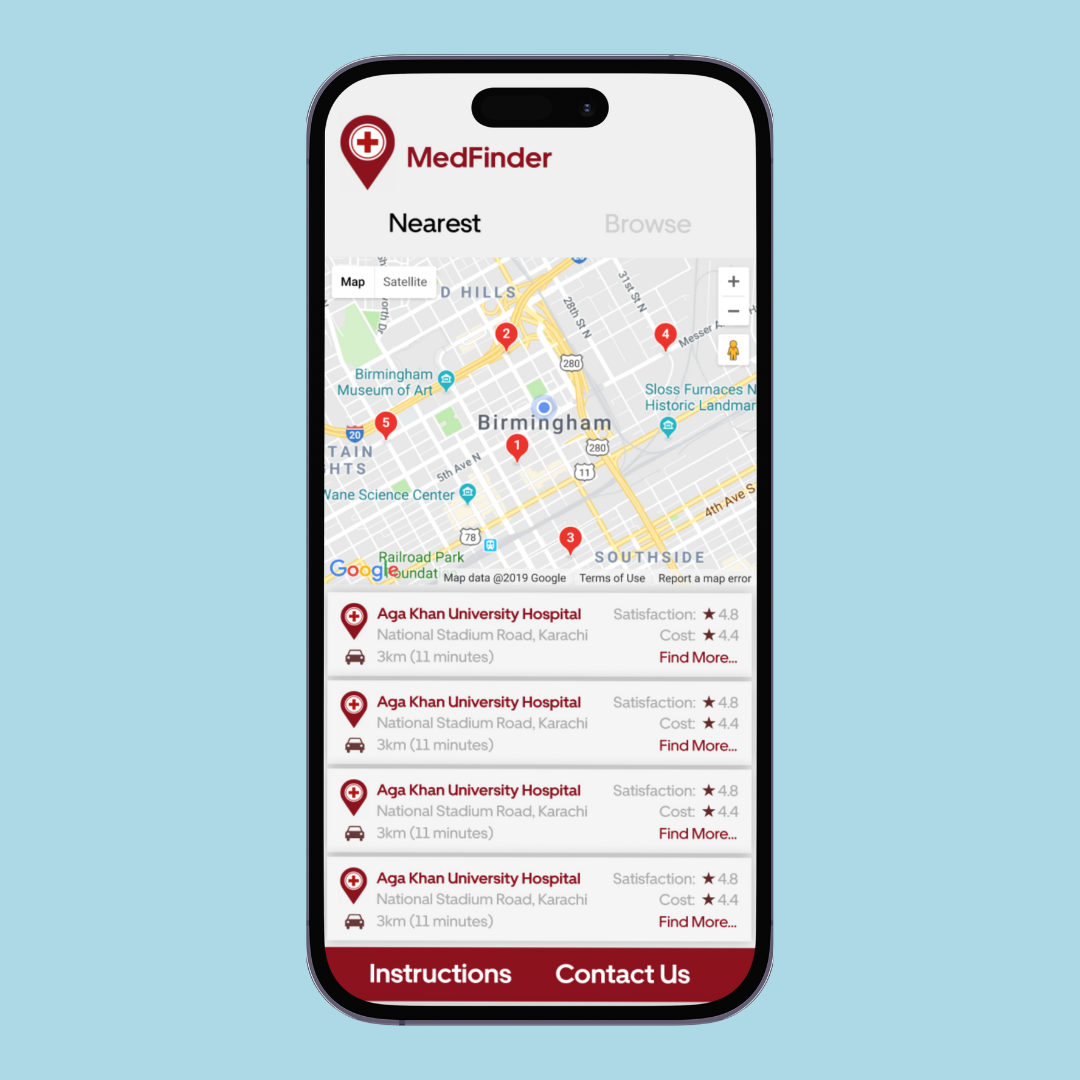 MedFinder
Nearest
Browse
Map
Satellite
D HILLS
orth Dr
31st St N
28th St N
2
4
Messer A
280
Birmingham
Museum of Art
Sloss Furnaces N
Historic Landmar
5
20
Birmingham
1
280
TAIN
GHTS
5th Ave N
11
Wane Science Center
4th Ave S
78
3
SOUTHSIDE
Railroad Park
Foundat
Google
Map data @2019 Google
Terms of Use
Report a map error
Aga Khan University Hospital
Satisfaction: ★4.8
National Stadium Road, Karachi
Cost: ★4.4
3km (11 minutes)
Find More...
Aga Khan University Hospital
Satisfaction: ★4.8
National Stadium Road, Karachi
Cost: ★4.4
3km (11 minutes)
Find More...
Aga Khan University Hospital
Satisfaction: ★4.8
National Stadium Road, Karachi
Cost: ★4.4
3km (11 minutes)
Find More...
Aga Khan University Hospital
Satisfaction: ★4.8
National Stadium Road, Karachi
Cost: ★4.4
3km (11 minutes)
Find More...
Instructions
Contact Us